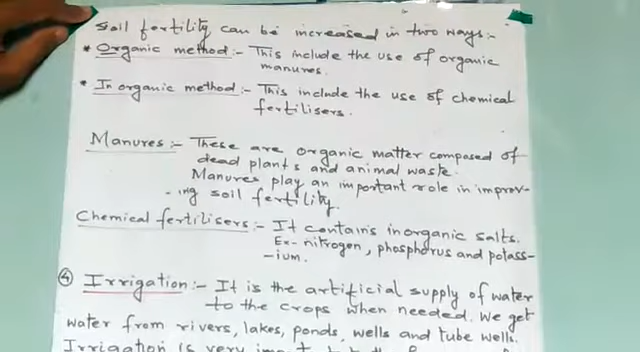 Soil fertility can be increased in two ways:-
* Organic method:- This include the use of organic
manures.
* In organic method:- This include the use of chemical
fertilisers.
Manures:- These are organic matter composed of
dead plants and animal waste.
Manures play an important role in improv-
-ing soil fertility.
Chemical fertilisers:- It contains inorganic salts.
Ex- nitrogen, phosphorus and potass-
-ium.
④ Irrigation:- It is the artificial supply of water
to the crops when needed. We get
water from rivers, lakes, ponds, wells and tube wells.
Irrigation is very